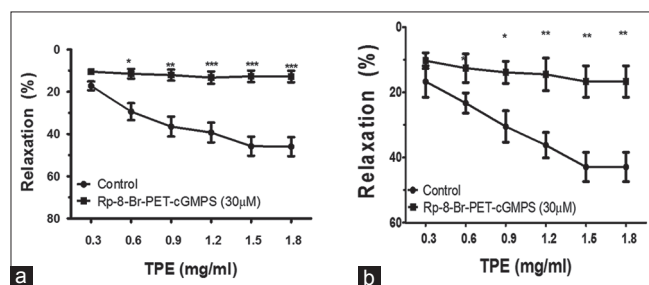 a
Relaxation (%)
0
20
40
60
80
* ** *** *** ***
Control
Rp-8-Br-PET-cGMPS (30μM)
0.3 0.6 0.9 1.2 1.5 1.8
TPE (mg/ml)
b
Relaxation (%)
0
20
40
60
* ** ** **
Control
Rp-8-Br-PET-cGMPS (30μM)
0.3 0.6 0.9 1.2 1.5 1.8
TPE (mg/ml)